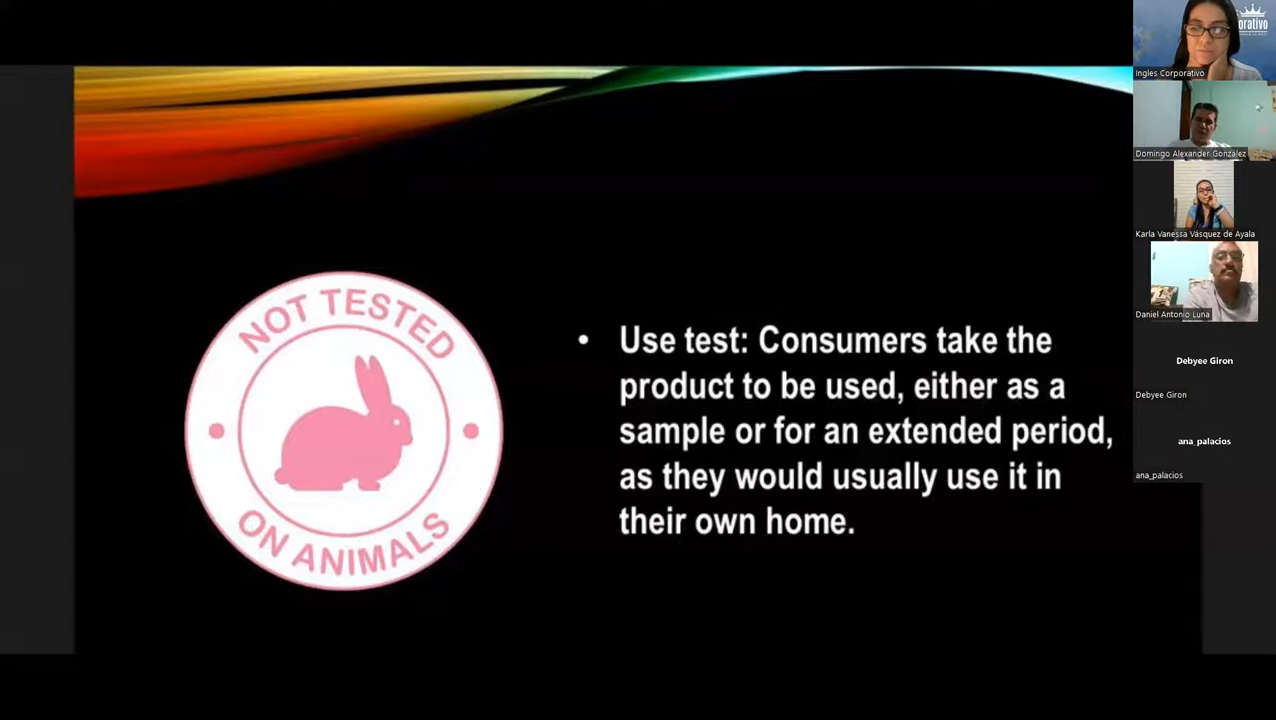 orativo
Ingles Corporativo
Domingo Alexander González
Karla Vanessa Vásquez de Ayala
Daniel Antonio Luna
Debyee Giron
Debyee Giron
ana_palacios
ana_palacios
NOT TESTED
ON ANIMALS
• Use test: Consumers take the
product to be used, either as a
sample or for an extended period,
as they would usually use it in
their own home.